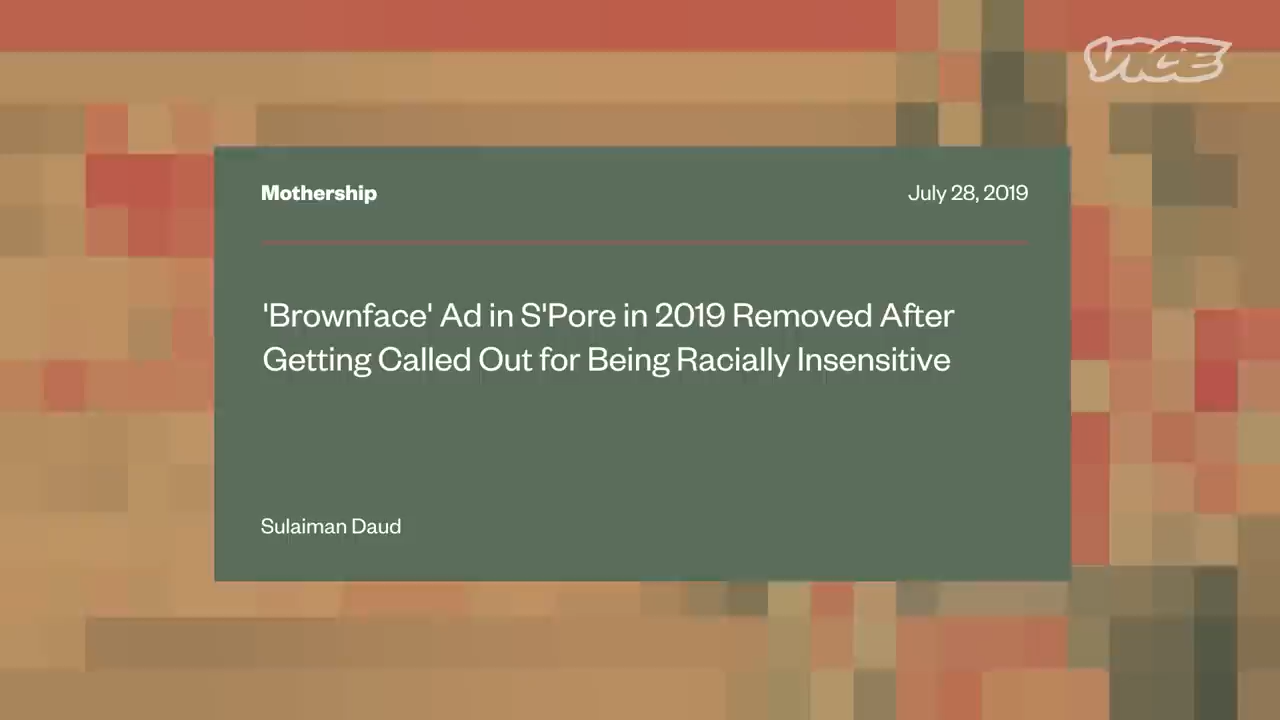 VICE
Mothership
July 28, 2019
'Brownface' Ad in S'Pore in 2019 Removed After
Getting Called Out for Being Racially Insensitive
Sulaiman Daud